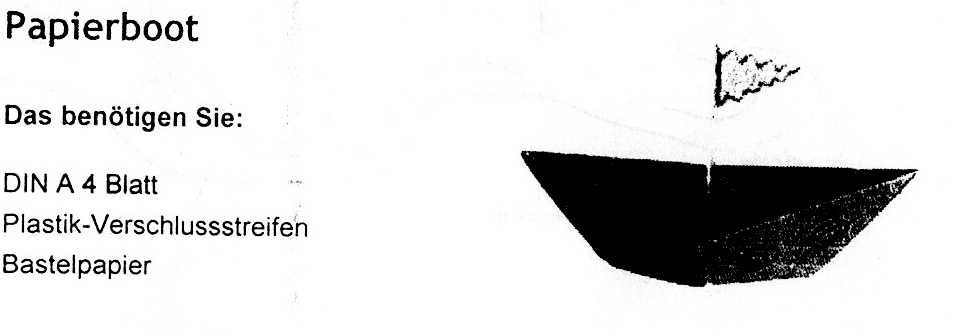 Papierboot
Das benötigen Sie:
DIN A 4 Blatt
Plastik-Verschlussstreifen
Bastelpapier